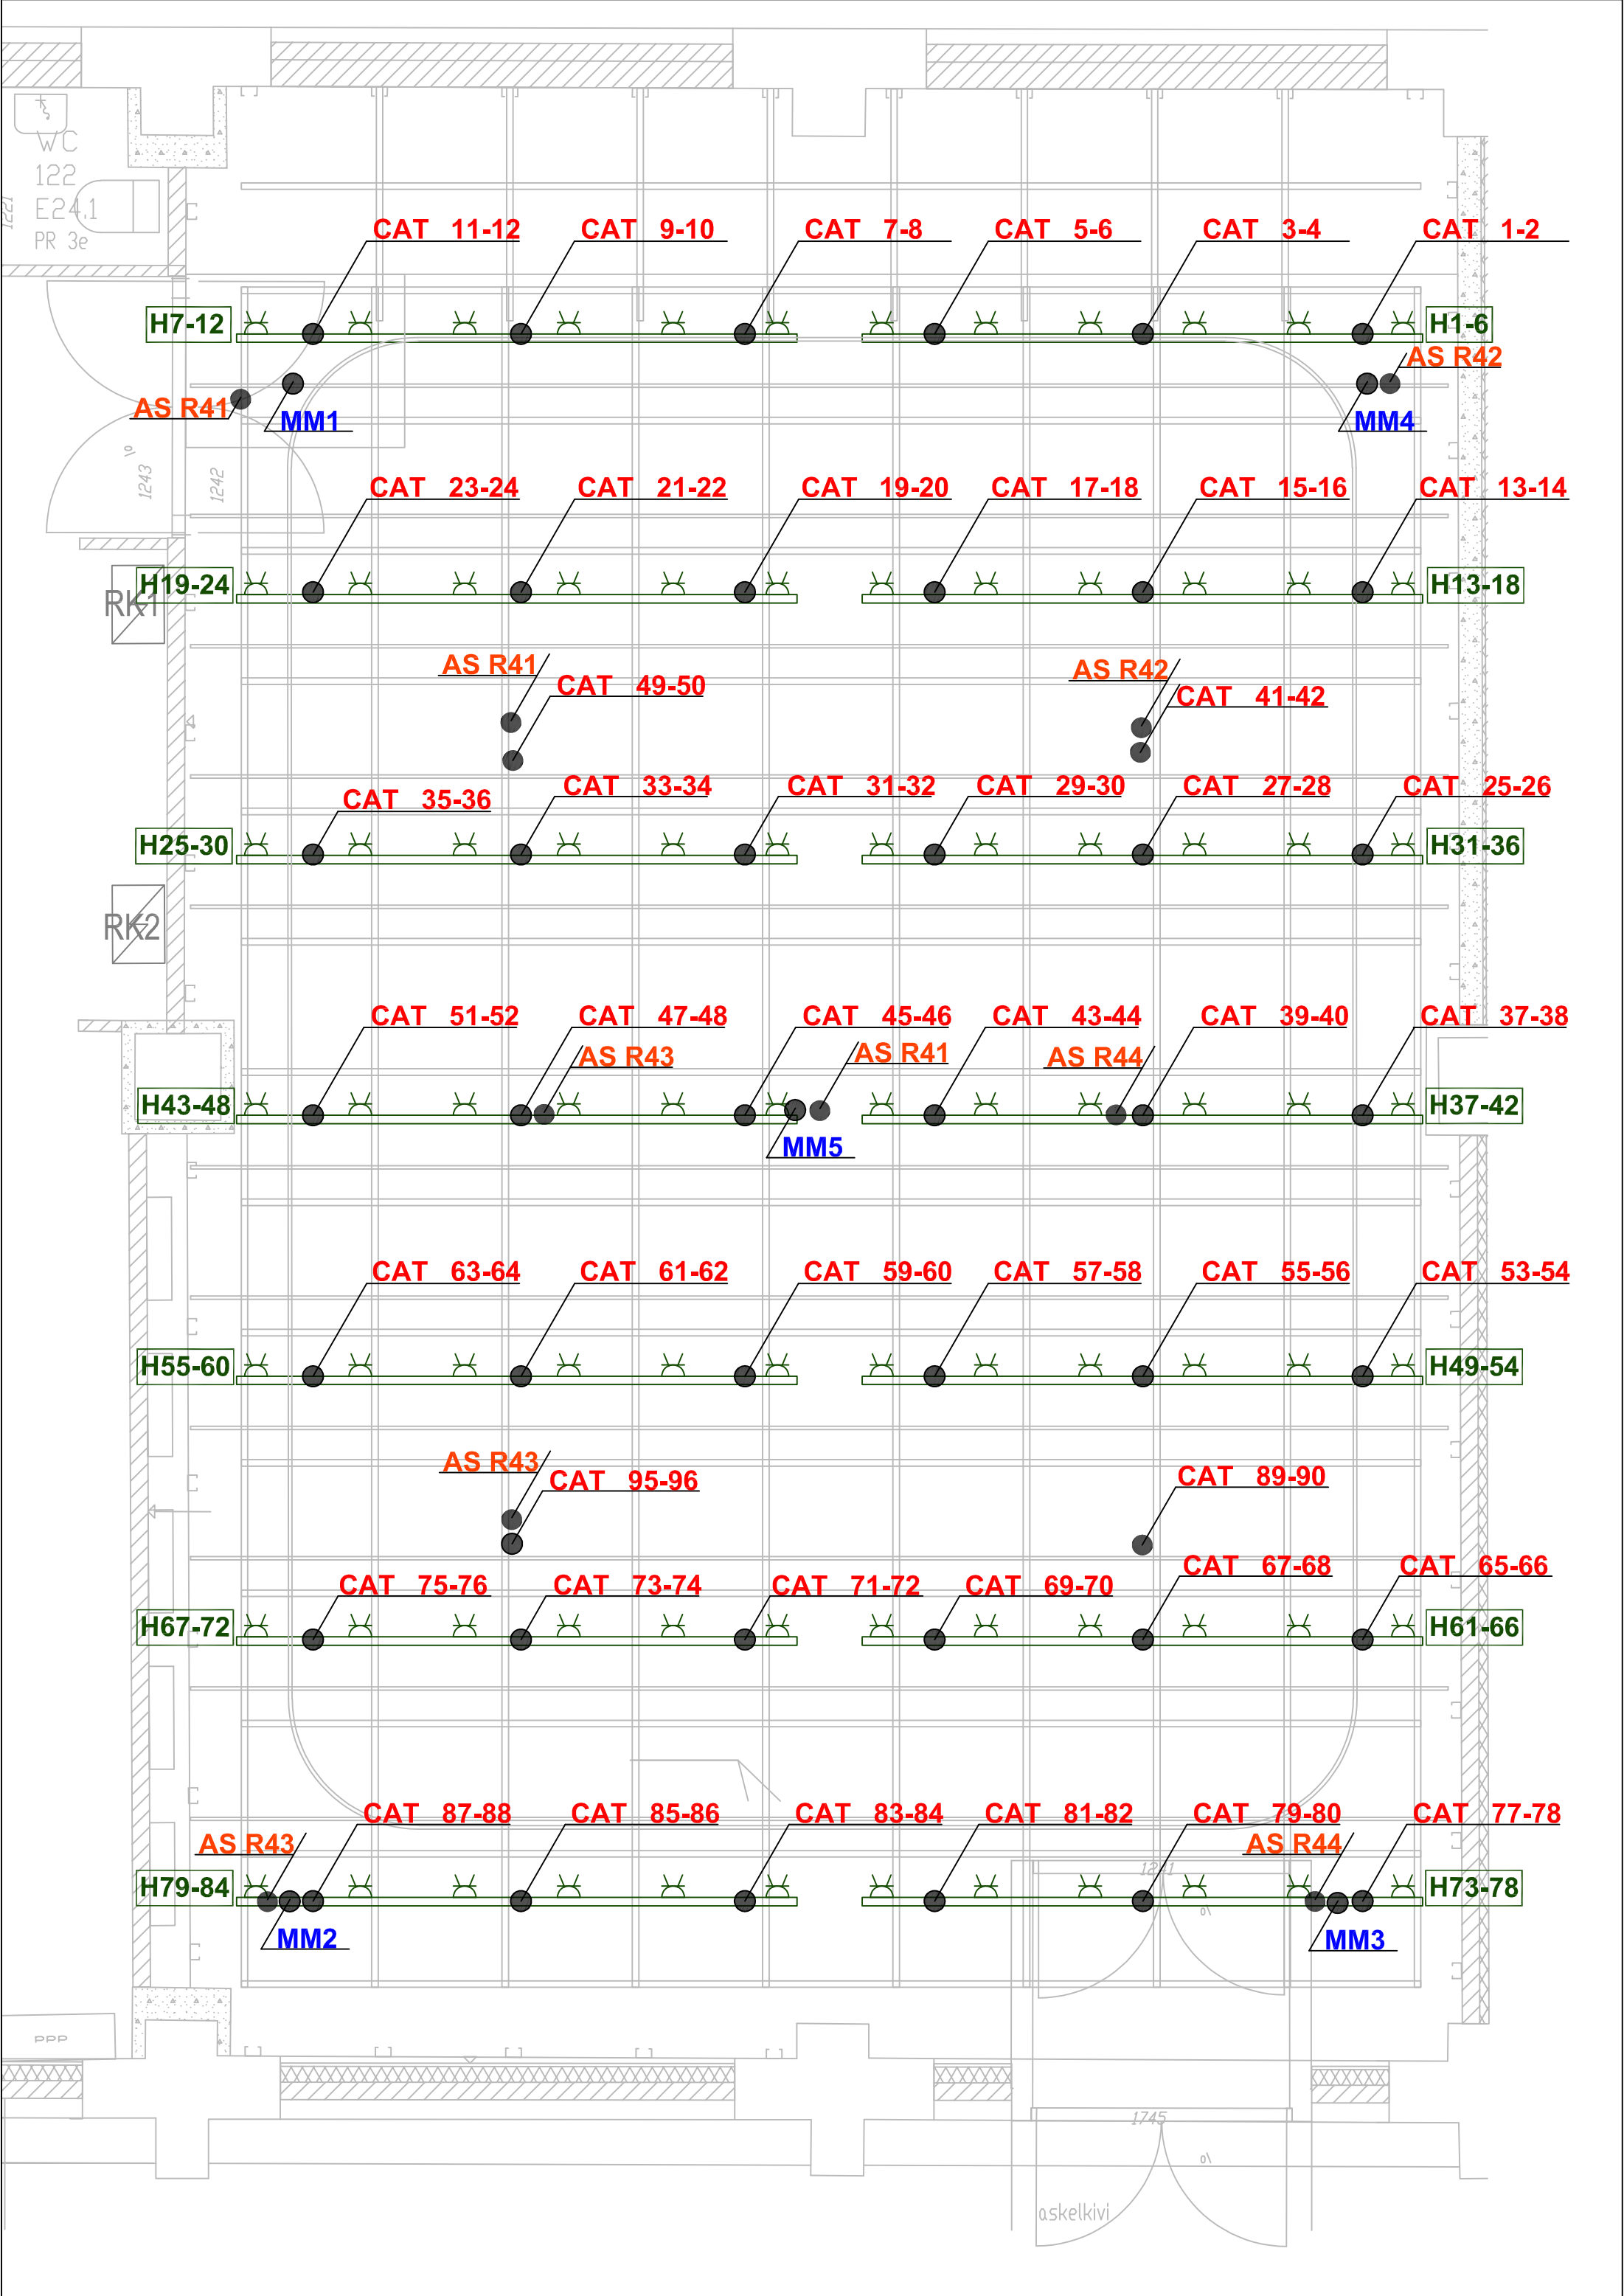 WC
122
E24.1
PR 3e
1221
CAT 11-12
CAT 9-10
CAT 7-8
CAT 5-6
CAT 3-4
CAT 1-2
H7-12
H1-6
AS R42
AS R41
MM1
MM4
1243
1242
CAT 23-24
CAT 21-22
CAT 19-20
CAT 17-18
CAT 15-16
CAT 13-14
H19-24
H13-18
RK1
AS R41
CAT 49-50
AS R42
CAT 41-42
CAT 35-36
CAT 33-34
CAT 31-32
CAT 29-30
CAT 27-28
CAT 25-26
H25-30
H31-36
RK2
CAT 51-52
CAT 47-48
CAT 45-46
CAT 43-44
CAT 39-40
CAT 37-38
AS R43
AS R41
AS R44
H43-48
H37-42
MM5
CAT 63-64
CAT 61-62
CAT 59-60
CAT 57-58
CAT 55-56
CAT 53-54
H55-60
H49-54
AS R43
CAT 95-96
CAT 89-90
CAT 75-76
CAT 73-74
CAT 71-72
CAT 69-70
CAT 67-68
CAT 65-66
H67-72
H61-66
CAT 87-88
CAT 85-86
CAT 83-84
CAT 81-82
CAT 79-80
CAT 77-78
AS R43
AS R44
H79-84
H73-78
MM2
MM3
PPP
1745
askelkivi